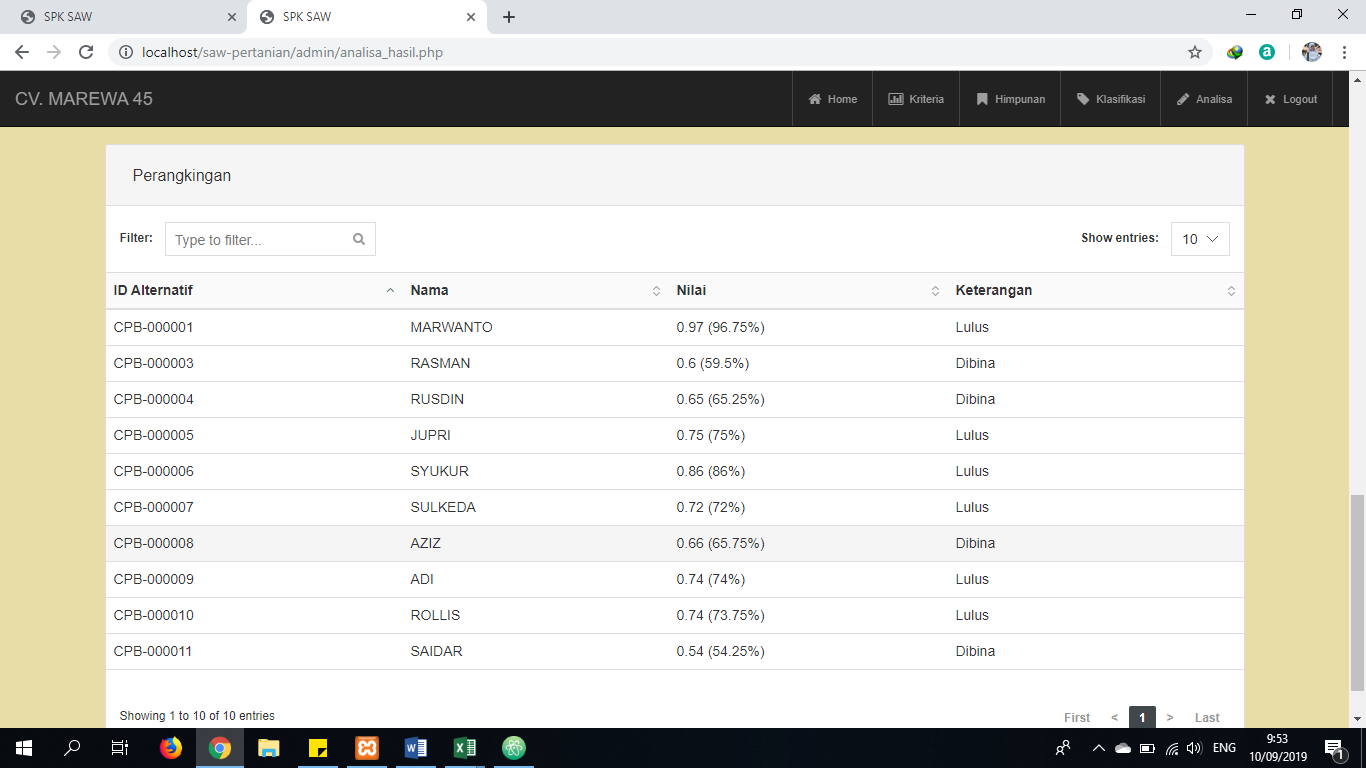 SPK SAW SPK SAW
localhost/saw-pertanian/admin/analisa_hasil.php
CV. MAREWA 45 Home Kriteria Himpunan Klasifikasi Analisa Logout
Perangkingan
Filter: Type to filter... Show entries: 10
ID Alternatif Nama Nilai Keterangan
CPB-000001 MARWANTO 0.97 (96.75%) Lulus
CPB-000003 RASMAN 0.6 (59.5%) Dibina
CPB-000004 RUSDIN 0.65 (65.25%) Dibina
CPB-000005 JUPRI 0.75 (75%) Lulus
CPB-000006 SYUKUR 0.86 (86%) Lulus
CPB-000007 SULKEDA 0.72 (72%) Lulus
CPB-000008 AZIZ 0.66 (65.75%) Dibina
CPB-000009 ADI 0.74 (74%) Lulus
CPB-000010 ROLLIS 0.74 (73.75%) Lulus
CPB-000011 SAIDAR 0.54 (54.25%) Dibina
Showing 1 to 10 of 10 entries First < 1 > Last
ENG 9:53
10/09/2019 1